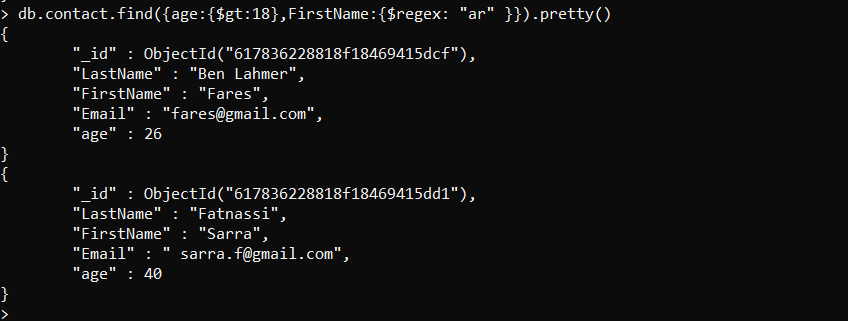 > db.contact.find({age:{$gt:18},FirstName:{$regex: "ar" }}).pretty()
{
        "_id" : ObjectId("617836228818f18469415dcf"),
        "LastName" : "Ben Lahmer",
        "FirstName" : "Fares",
        "Email" : "fares@gmail.com",
        "age" : 26
}
{
        "_id" : ObjectId("617836228818f18469415dd1"),
        "LastName" : "Fatnassi",
        "FirstName" : "Sarra",
        "Email" : " sarra.f@gmail.com",
        "age" : 40
}
>